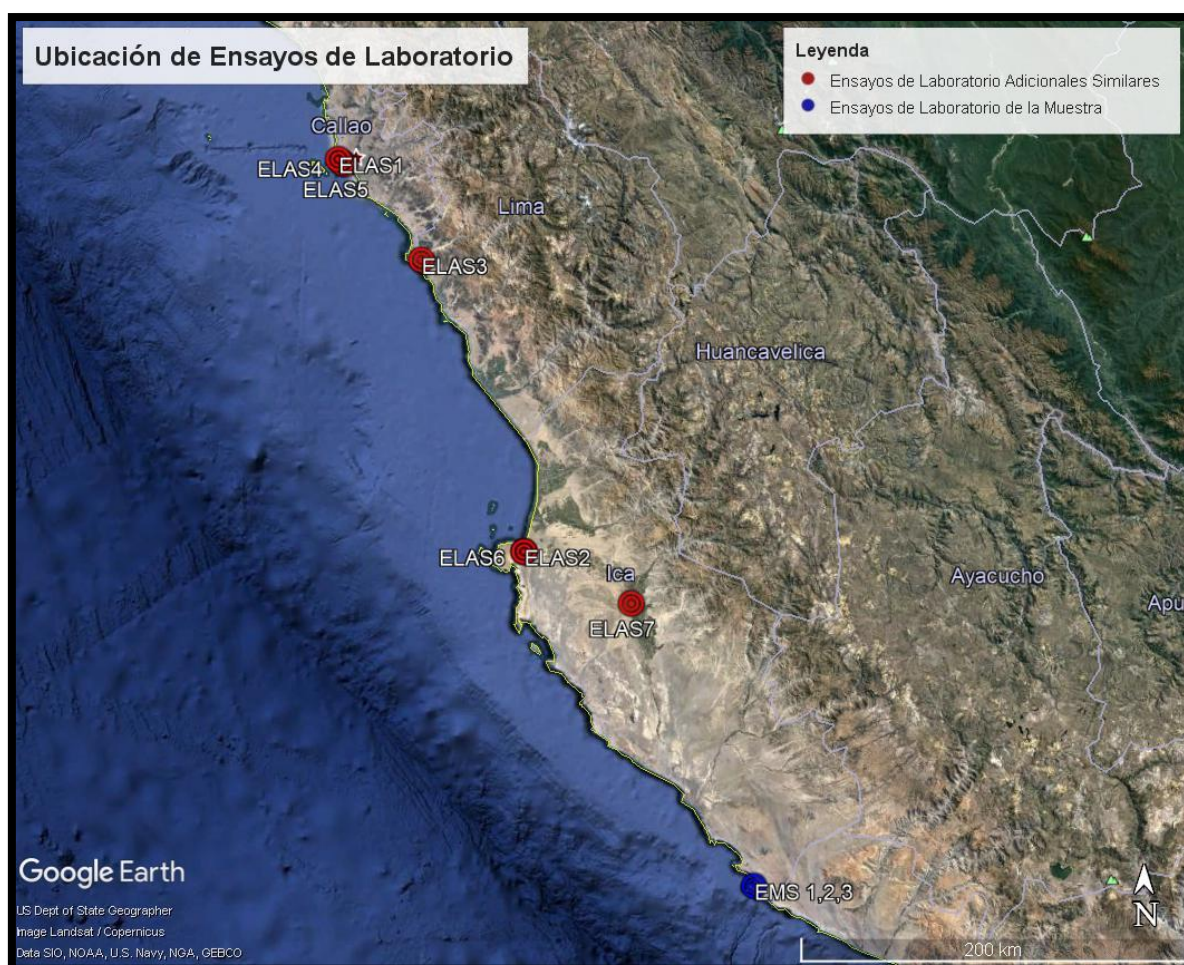 Ubicación de Ensayos de Laboratorio
Leyenda
Ensayos de Laboratorio Adicionales Similares
Ensayos de Laboratorio de la Muestra
Callao
ELAS4
ELAS1
ELAS5
Lima
ELAS3
Huancavelica
ELAS6
ELAS2
Ica
Ayacucho
Apu
ELAS7
Google Earth
EMS 1,2,3
N
US Dept of State Geographer
Image Landsat / Copernicus
Data SIO, NOAA, U.S. Navy, NGA, GEBCO
200 km